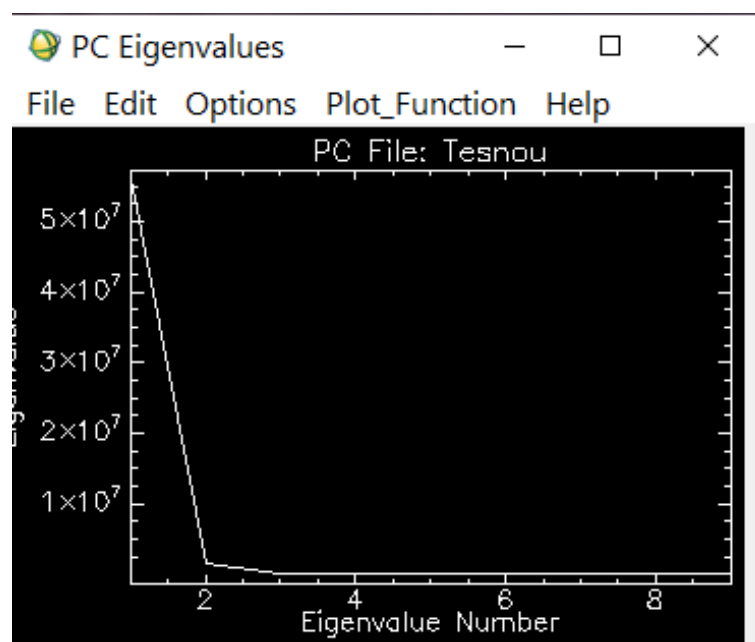 PC Eigenvalues
File Edit Options Plot_Function Help
PC File: Tesnou
5×10⁷
4×10⁷
3×10⁷
2×10⁷
1×10⁷
Eigenvalue
2 4 6 8
Eigenvalue Number